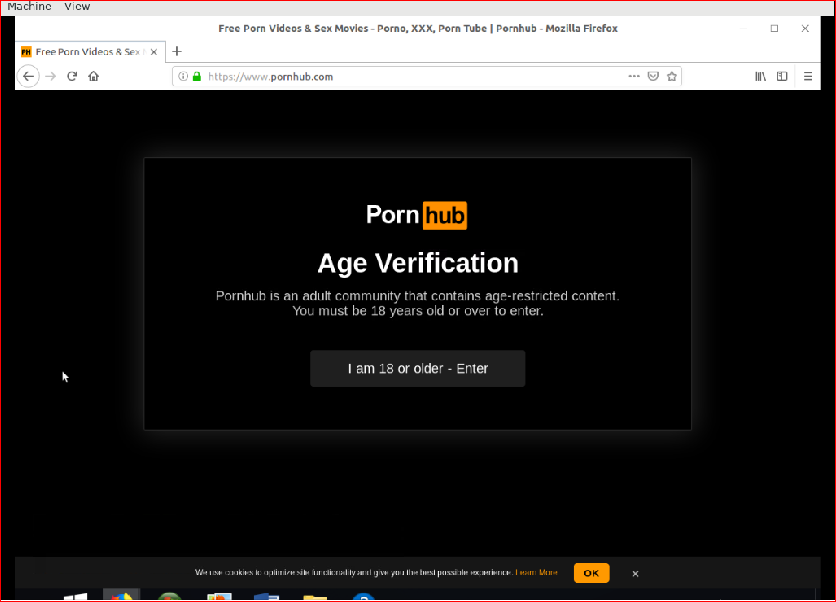 Machine View
Free Porn Videos & Sex Movies - Porno, XXX, Porn Tube | Pornhub - Mozilla Firefox
PH Free Porn Videos & Sex
https://www.pornhub.com
Porn hub
Age Verification
Pornhub is an adult community that contains age-restricted content.
You must be 18 years old or over to enter.
I am 18 or older - Enter
We use cookies to optimize site functionality and give you the best possible experience. Learn More OK